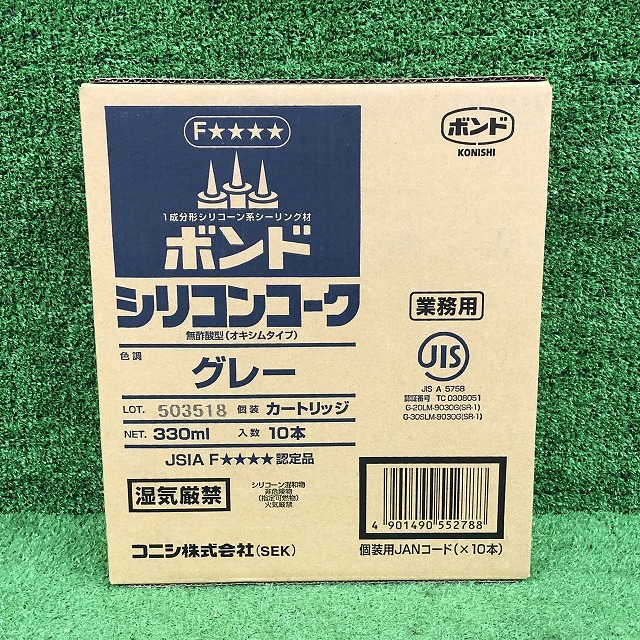 F★★★★
1成分形シリコーン系シーリング材
ボンド
シリコンコーク
無酢酸型(オキシムタイプ)
色調
グレー
LOT. 503518 個装 カートリッジ
NET. 330ml 入数 10本
JSIA F★★★★認定品
湿気厳禁
シリコーン混和物
非危険物
(指定可燃物)
火気厳禁
コニシ株式会社(SEK)
ボンド
KONISHI
業務用
JIS
JIS A 5758
認証番号 TC 0308051
G-20LM-9030G(SR-1)
G-30SLM-9030G(SR-1)
4 901490 552788
個装用JANコード(×10本)